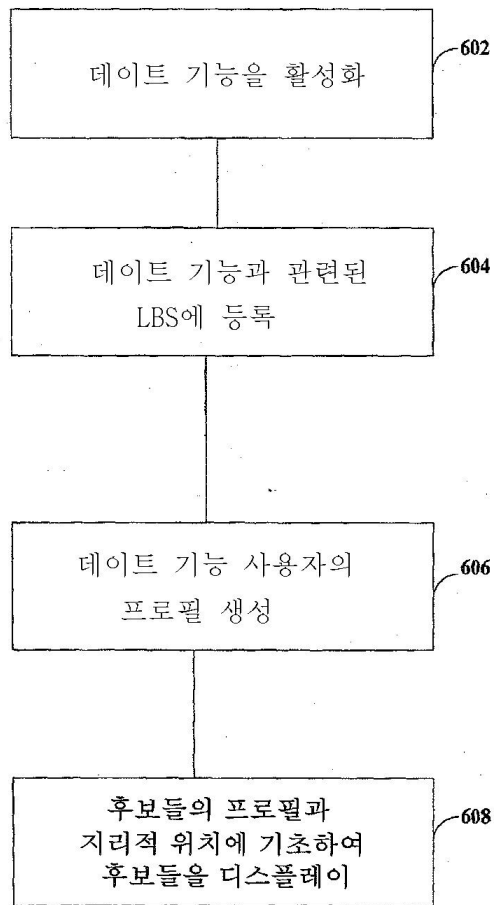 데이트 기능을 활성화
602
데이트 기능과 관련된
LBS에 등록
604
데이트 기능 사용자의
프로필 생성
606
후보들의 프로필과
지리적 위치에 기초하여
후보들을 디스플레이
608